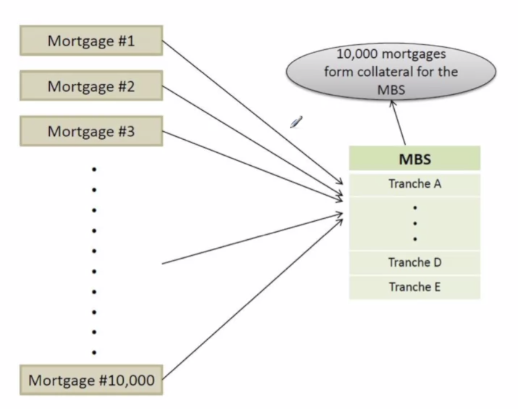 Mortgage #1
Mortgage #2
Mortgage #3
Mortgage #10,000
10,000 mortgages
form collateral for the
MBS
MBS
Tranche A
Tranche D
Tranche E